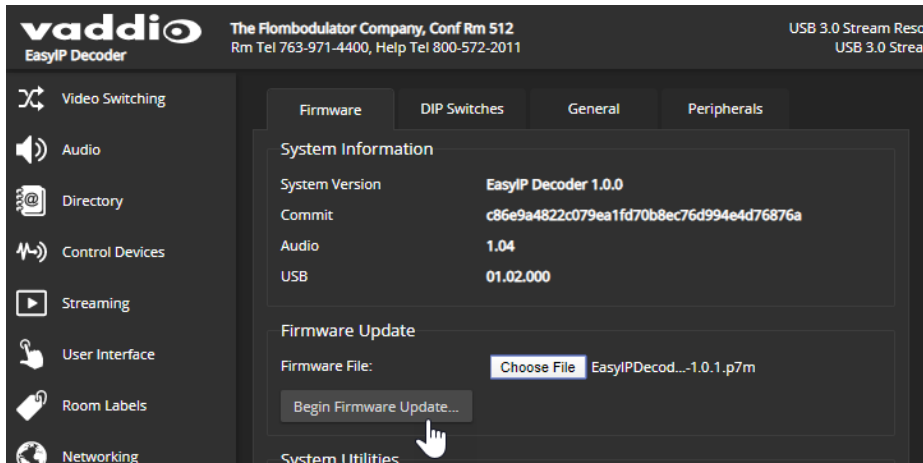 vaddio
EasyIP Decoder
The Flombodulator Company, Conf Rm 512
Rm Tel 763-971-4400, Help Tel 800-572-2011
USB 3.0 Stream Reso
USB 3.0 Strea
Video Switching
Audio
Directory
Control Devices
Streaming
User Interface
Room Labels
Networking
Firmware DIP Switches General Peripherals
System Information
System Version EasyIP Decoder 1.0.0
Commit c86e9a4822c079ea1fd70b8ec76d994e4d76876a
Audio 1.04
USB 01.02.000
Firmware Update
Firmware File: Choose File EasyIPDecod...-1.0.1.p7m
Begin Firmware Update...
System Utilities